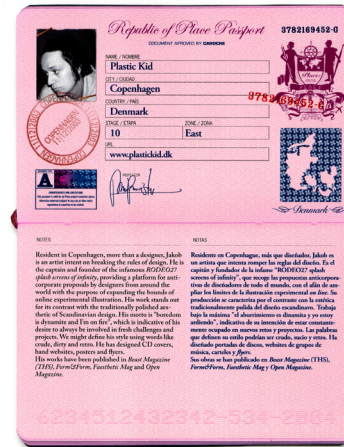 Republic of Place Passport
3782169452-G
DOCUMENT APROVED BY
NAME / NOMBRE
Plastic Kid
CITY / CIUDAD
Copenhagen
COUNTRY / PAÍS
Denmark
STAGE / ETAPA
ZONE / ZONA
10
East
URL
www.plastickid.dk
COPENHAGEN
Place
PLACE
Denmark
NOTES
Resident in Copenhagen, more than a designer, Jakob
is an artist intent on breaking the rules of design. He is
the captain and founder of the infamous RODEO27
splash screens of infinity, providing a platform for anti-
corporate proposals by designers from around the
world with the purpose of expanding the bounds of
online experimental illustration. His work stands out
for its contrast with the traditionally polished aes-
thetic of Scandinavian design. His motto is "boredom
is dynamite and I'm on fire", which is indicative of his
desire to always be involved in fresh challenges and
projects. We might define his style using words like
crude, dirty and retro. He has designed CD covers,
band websites, posters and flyers.
His works have been published in Beast Magazine
(THS), Form&Form, Faesthetic Mag and Open
Magazine.
NOTAS
Residente en Copenhague, más que diseñador, Jakob es
un artista que intenta romper las reglas del diseño. Es el
capitán y fundador de la infame "RODEO27 splash
screens of infinity", que recoge las propuestas anticorpora-
tivas de diseñadores de todo el mundo, con el afán de am-
pliar los límites de la ilustración experimental on line. Su
producción se caracteriza por el contraste con la estética
tradicionalmente pulida del diseño escandinavo. Trabaja
bajo la máxima "el aburrimiento es dinamita y yo estoy
ardiendo", indicativa de su intención de estar constante-
mente ocupado en nuevos retos y proyectos. Las palabras
que definen su estilo podrían ser crudo, sucio y retro. Ha
diseñado portadas de discos, websites de grupos de
música, carteles y flyers.
Sus obras se han publicado en Beast Magazine (THS),
Form&Form, Faesthetic Mag y Open Magazine.